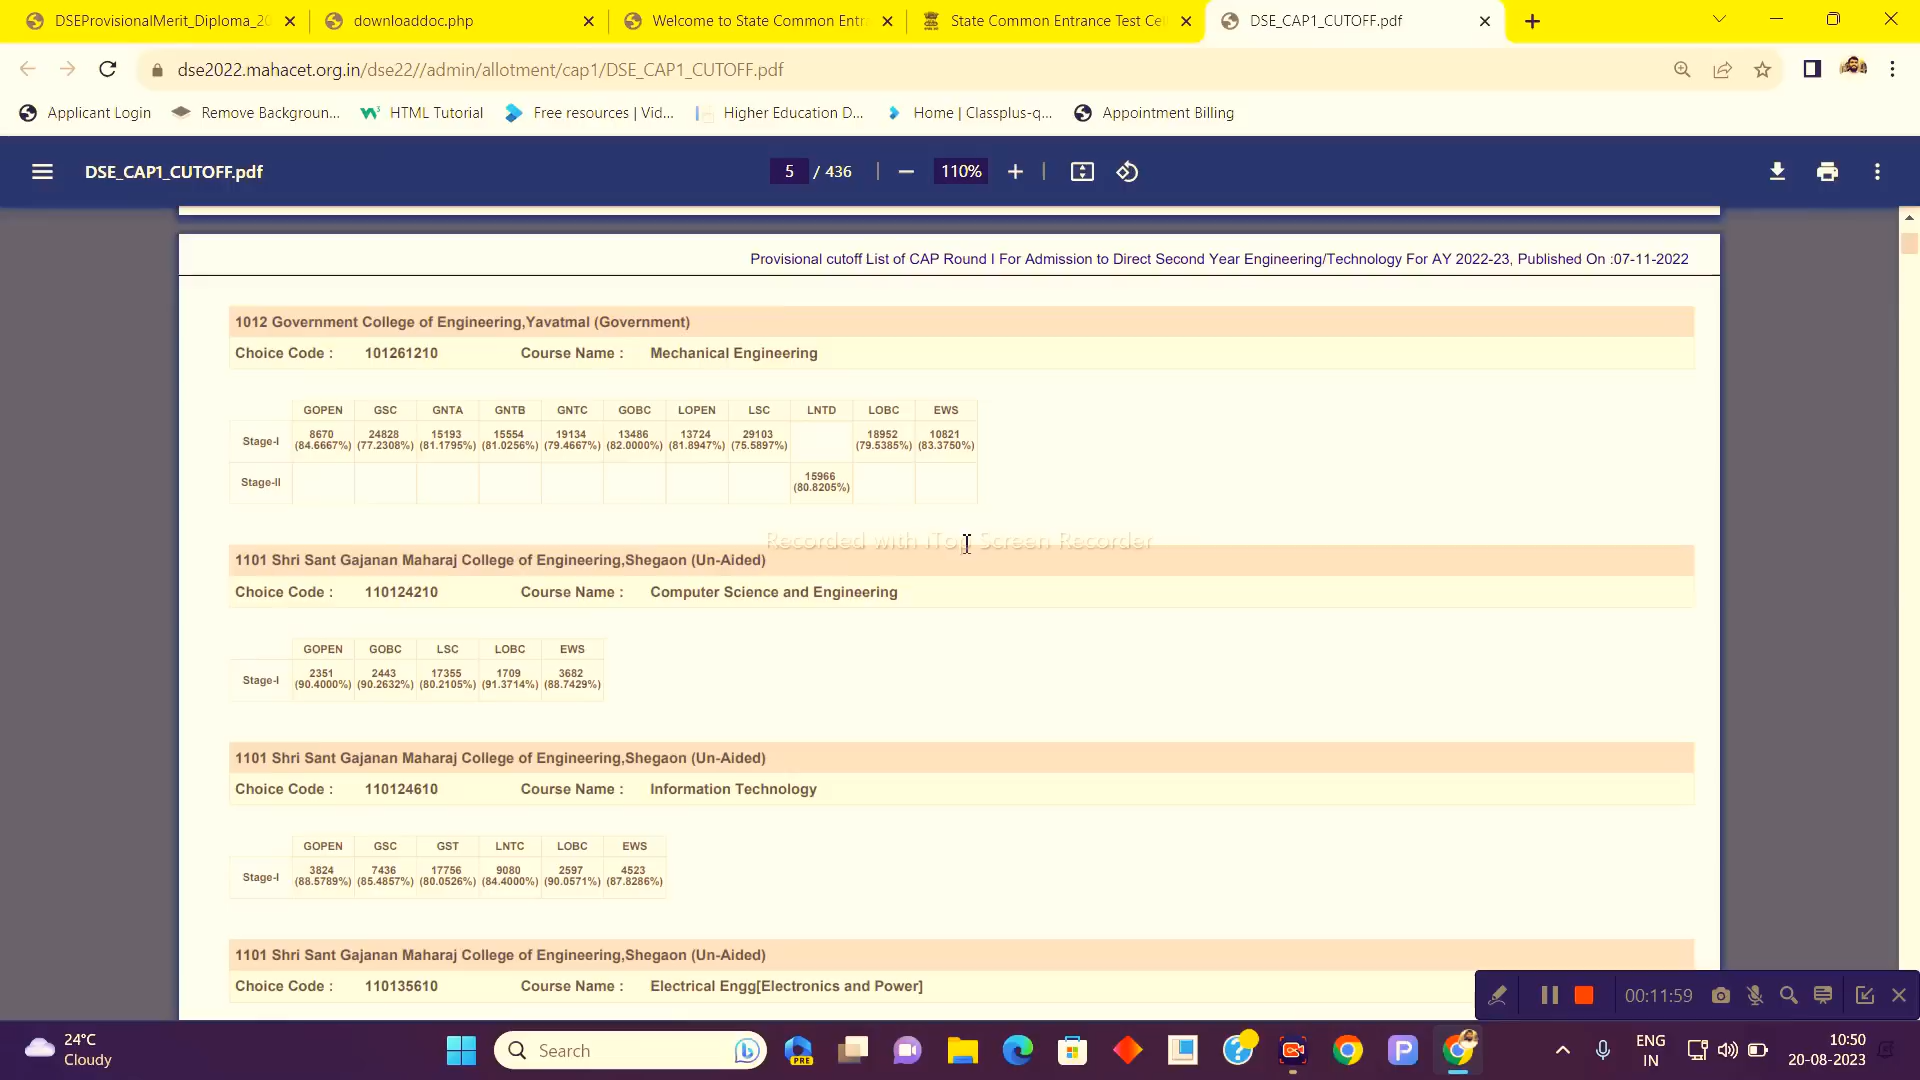 DSEProvisionalMerit_Diploma_20
downloaddoc.php
Welcome to State Common Entra
State Common Entrance Test Cel
DSE_CAP1_CUTOFF.pdf
dse2022.mahacet.org.in/dse22//admin/allotment/cap1/DSE_CAP1_CUTOFF.pdf
Applicant Login
Remove Backgroun...
HTML Tutorial
Free resources | Vid...
Higher Education D...
Home | Classplus-q...
Appointment Billing
DSE_CAP1_CUTOFF.pdf
5 / 436
110%
Provisional cutoff List of CAP Round I For Admission to Direct Second Year Engineering/Technology For AY 2022-23, Published On :07-11-2022
1012 Government College of Engineering,Yavatmal (Government)
Choice Code : 101261210 Course Name : Mechanical Engineering
GOPEN GSC GNTA GNTB GNTC GOBC LOPEN LSC LNTD LOBC EWS
Stage-I
8670 24828 15193 15554 19134 13486 13724 29103 18952 10821
(84.6667%) (77.2308%) (81.1795%) (81.0256%) (79.4667%) (82.0000%) (81.8947%) (75.5897%) (79.5385%) (83.3750%)
Stage-II
15966
(80.8205%)
Recorded with iTop Screen Recorder
1101 Shri Sant Gajanan Maharaj College of Engineering,Shegaon (Un-Aided)
Choice Code : 110124210 Course Name : Computer Science and Engineering
GOPEN GOBC LSC LOBC EWS
Stage-I
2351 2443 17355 1709 3682
(90.4000%) (90.2632%) (80.2105%) (91.3714%) (88.7429%)
1101 Shri Sant Gajanan Maharaj College of Engineering,Shegaon (Un-Aided)
Choice Code : 110124610 Course Name : Information Technology
GOPEN GSC GST LNTC LOBC EWS
Stage-I
3824 7436 17756 9080 2597 4523
(88.5789%) (85.4857%) (80.0526%) (84.4000%) (90.0571%) (87.8286%)
1101 Shri Sant Gajanan Maharaj College of Engineering,Shegaon (Un-Aided)
Choice Code : 110135610 Course Name : Electrical Engg[Electronics and Power]
00:11:59
24°C
Cloudy
Search
PRE
ENG
IN
10:50
20-08-2023